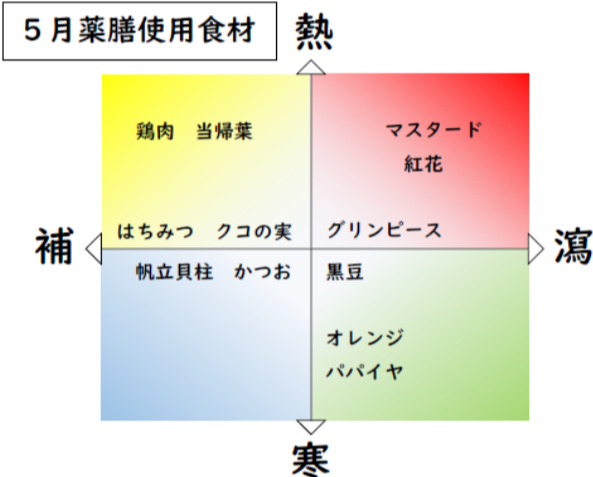 5月薬膳使用食材
熱
鶏肉 当帰葉
マスタード
紅花
はちみつ クコの実
グリンピース
補
瀉
帆立貝柱 かつお
黒豆
オレンジ
パパイヤ
寒